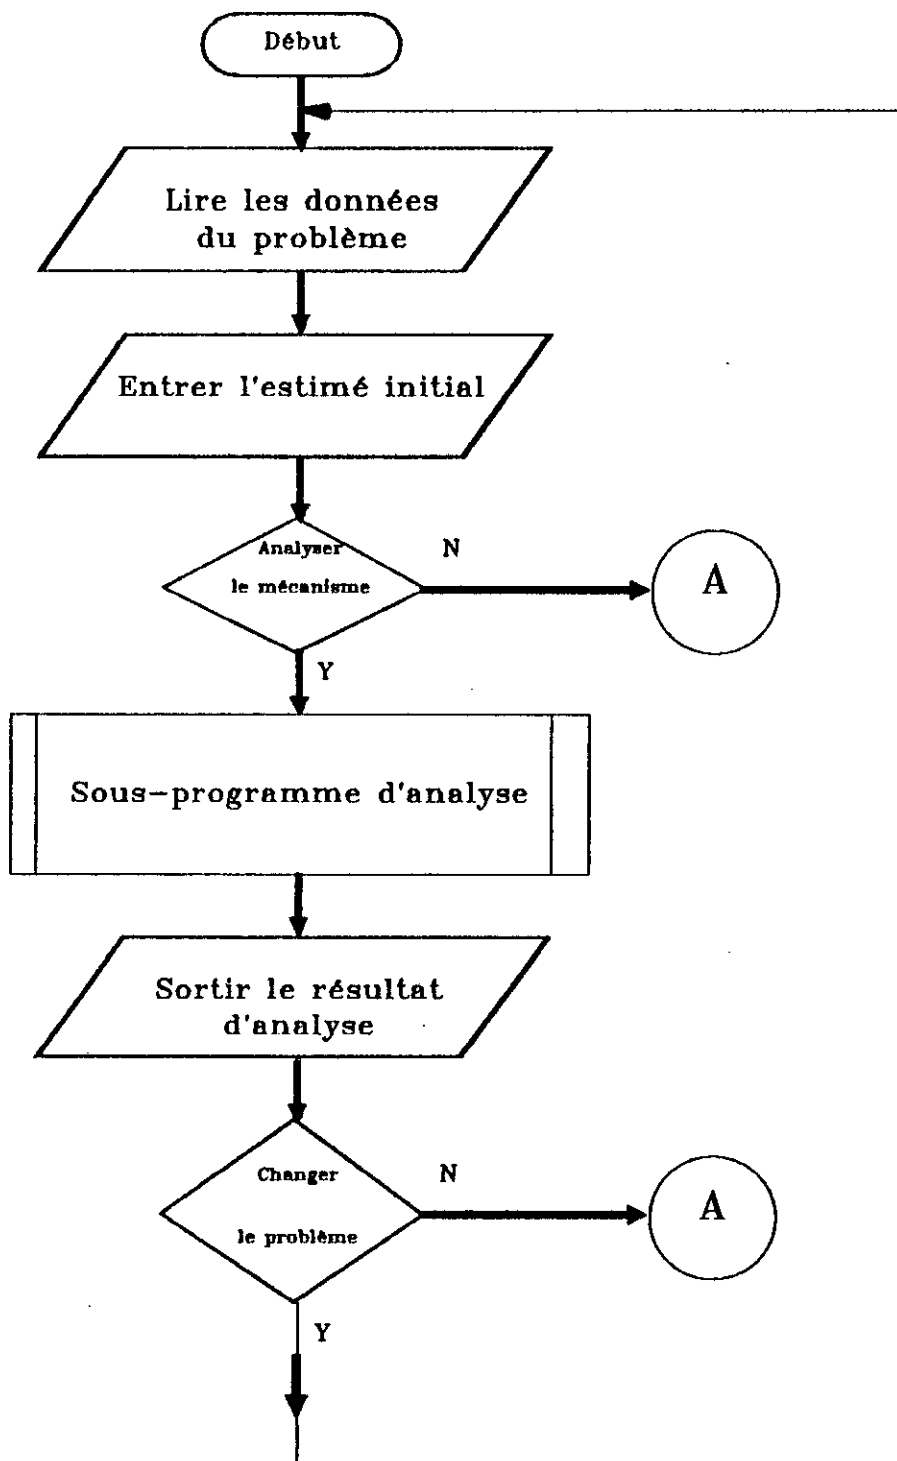 Début
Lire les données
du problème
Entrer l'estimé initial
Analyser
le mécanisme
N
A
Y
Sous-programme d'analyse
Sortir le résultat
d'analyse
Changer
le problème
N
A
Y